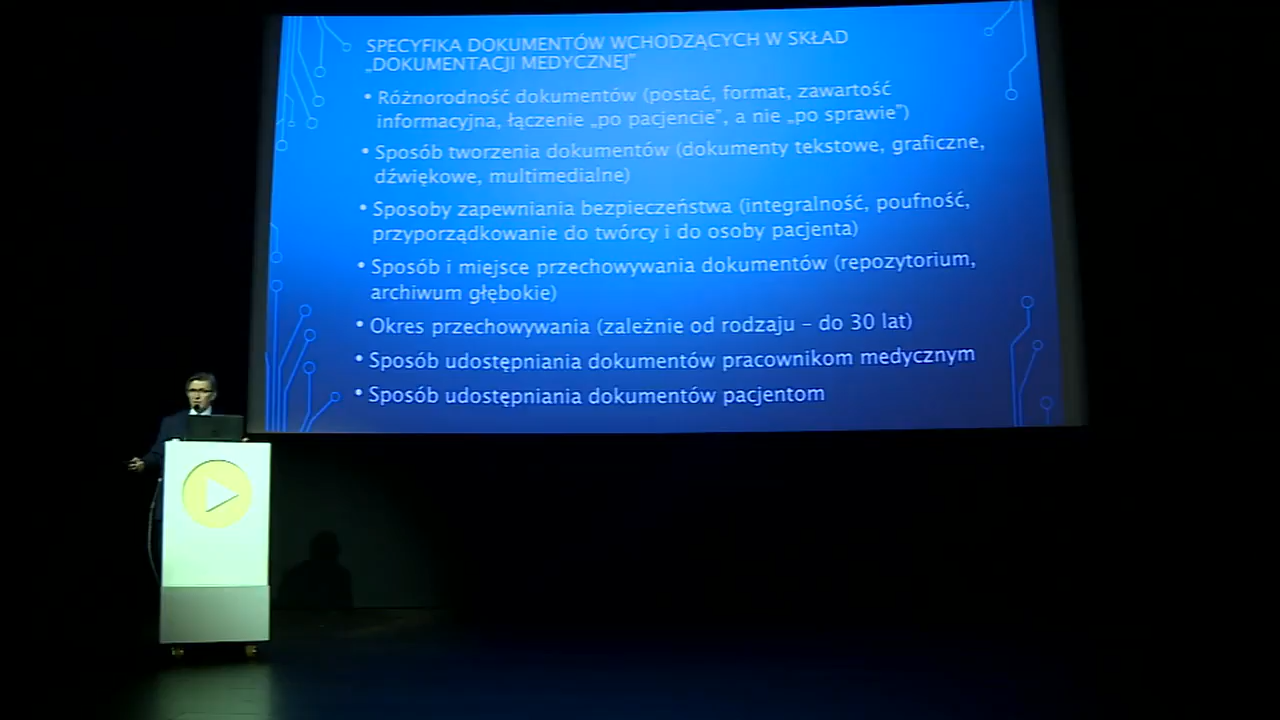 SPECYFIKA DOKUMENTÓW WCHODZĄCYCH W SKŁAD
„DOKUMENTACJI MEDYCZNEJ”
• Różnorodność dokumentów (postać, format, zawartość
informacyjna, łączenie „po pacjencie”, a nie „po sprawie”)
• Sposób tworzenia dokumentów (dokumenty tekstowe, graficzne,
dźwiękowe, multimedialne)
• Sposoby zapewniania bezpieczeństwa (integralność, poufność,
przyporządkowanie do twórcy i do osoby pacjenta)
• Sposób i miejsce przechowywania dokumentów (repozytorium,
archiwum głębokie)
• Okres przechowywania (zależnie od rodzaju – do 30 lat)
• Sposób udostępniania dokumentów pracownikom medycznym
• Sposób udostępniania dokumentów pacjentom